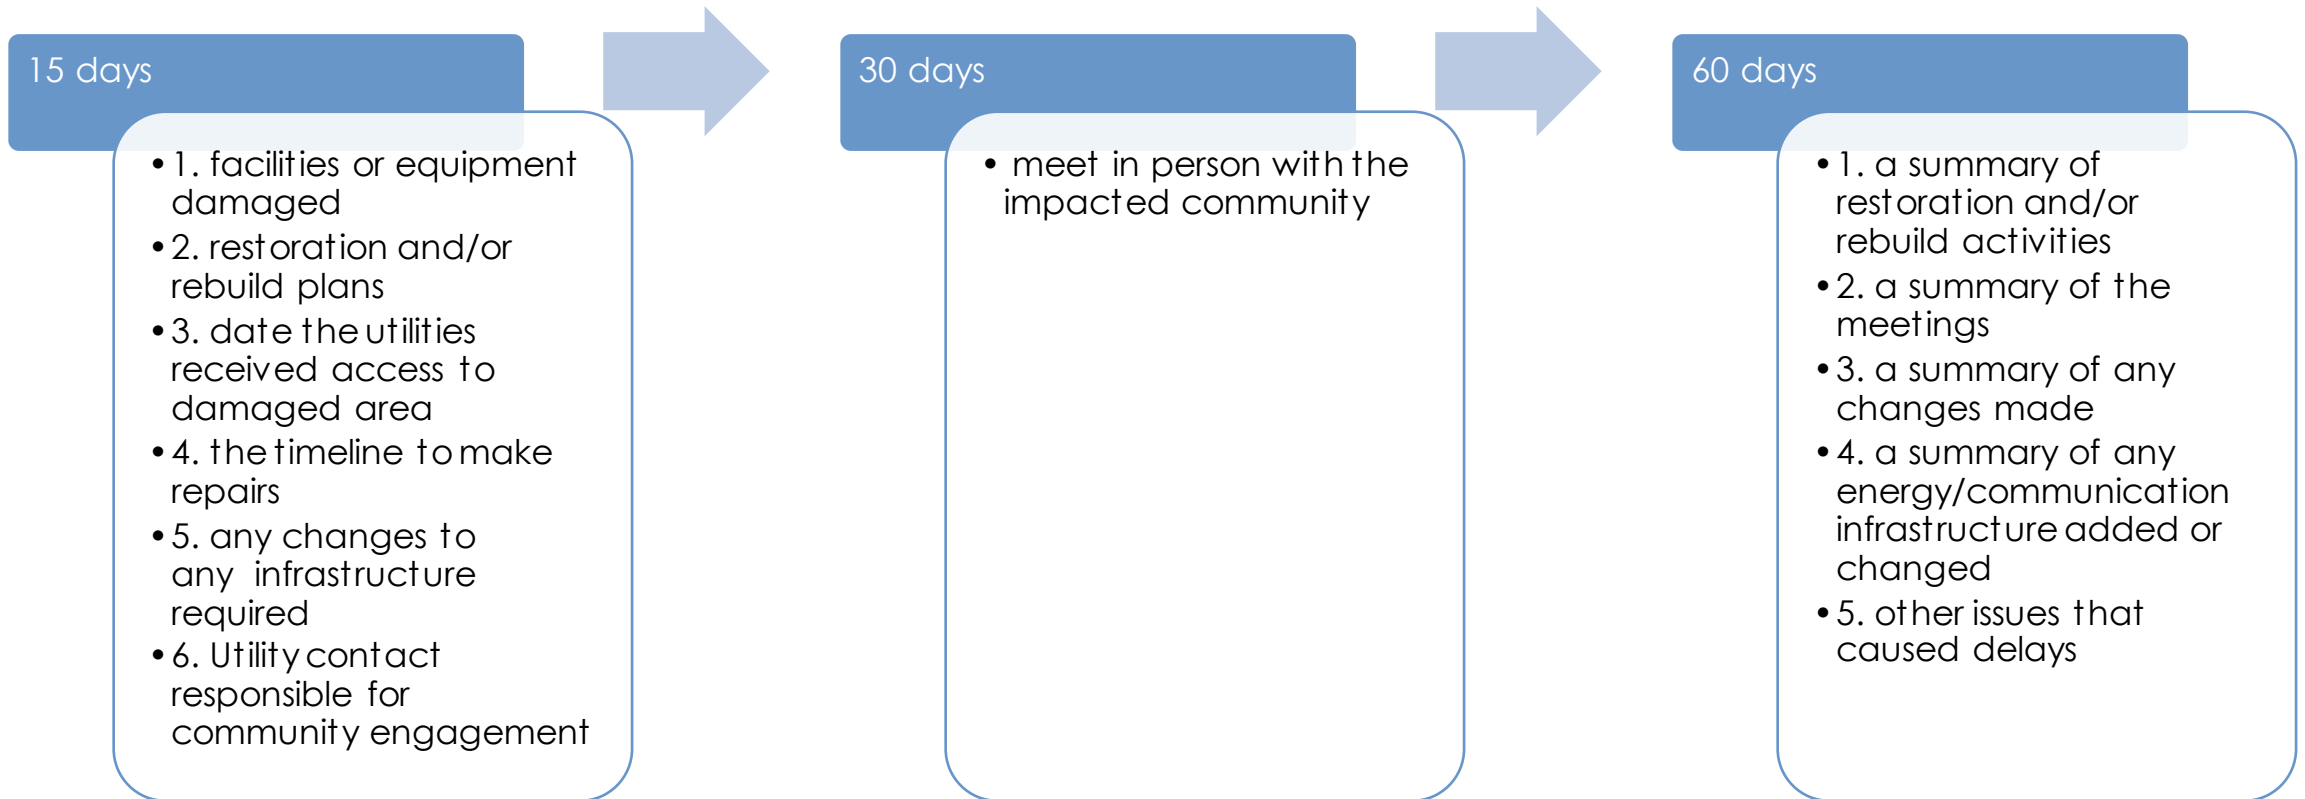 15 days
• 1. facilities or equipment
damaged
• 2. restoration and/or
rebuild plans
• 3. date the utilities
received access to
damaged area
• 4. the timeline to make
repairs
• 5. any changes to
any infrastructure
required
• 6. Utility contact
responsible for
community engagement
30 days
• meet in person with the
impacted community
60 days
• 1. a summary of
restoration and/or
rebuild activities
• 2. a summary of the
meetings
• 3. a summary of any
changes made
• 4. a summary of any
energy/communication
infrastructure added or
changed
• 5. other issues that
caused delays